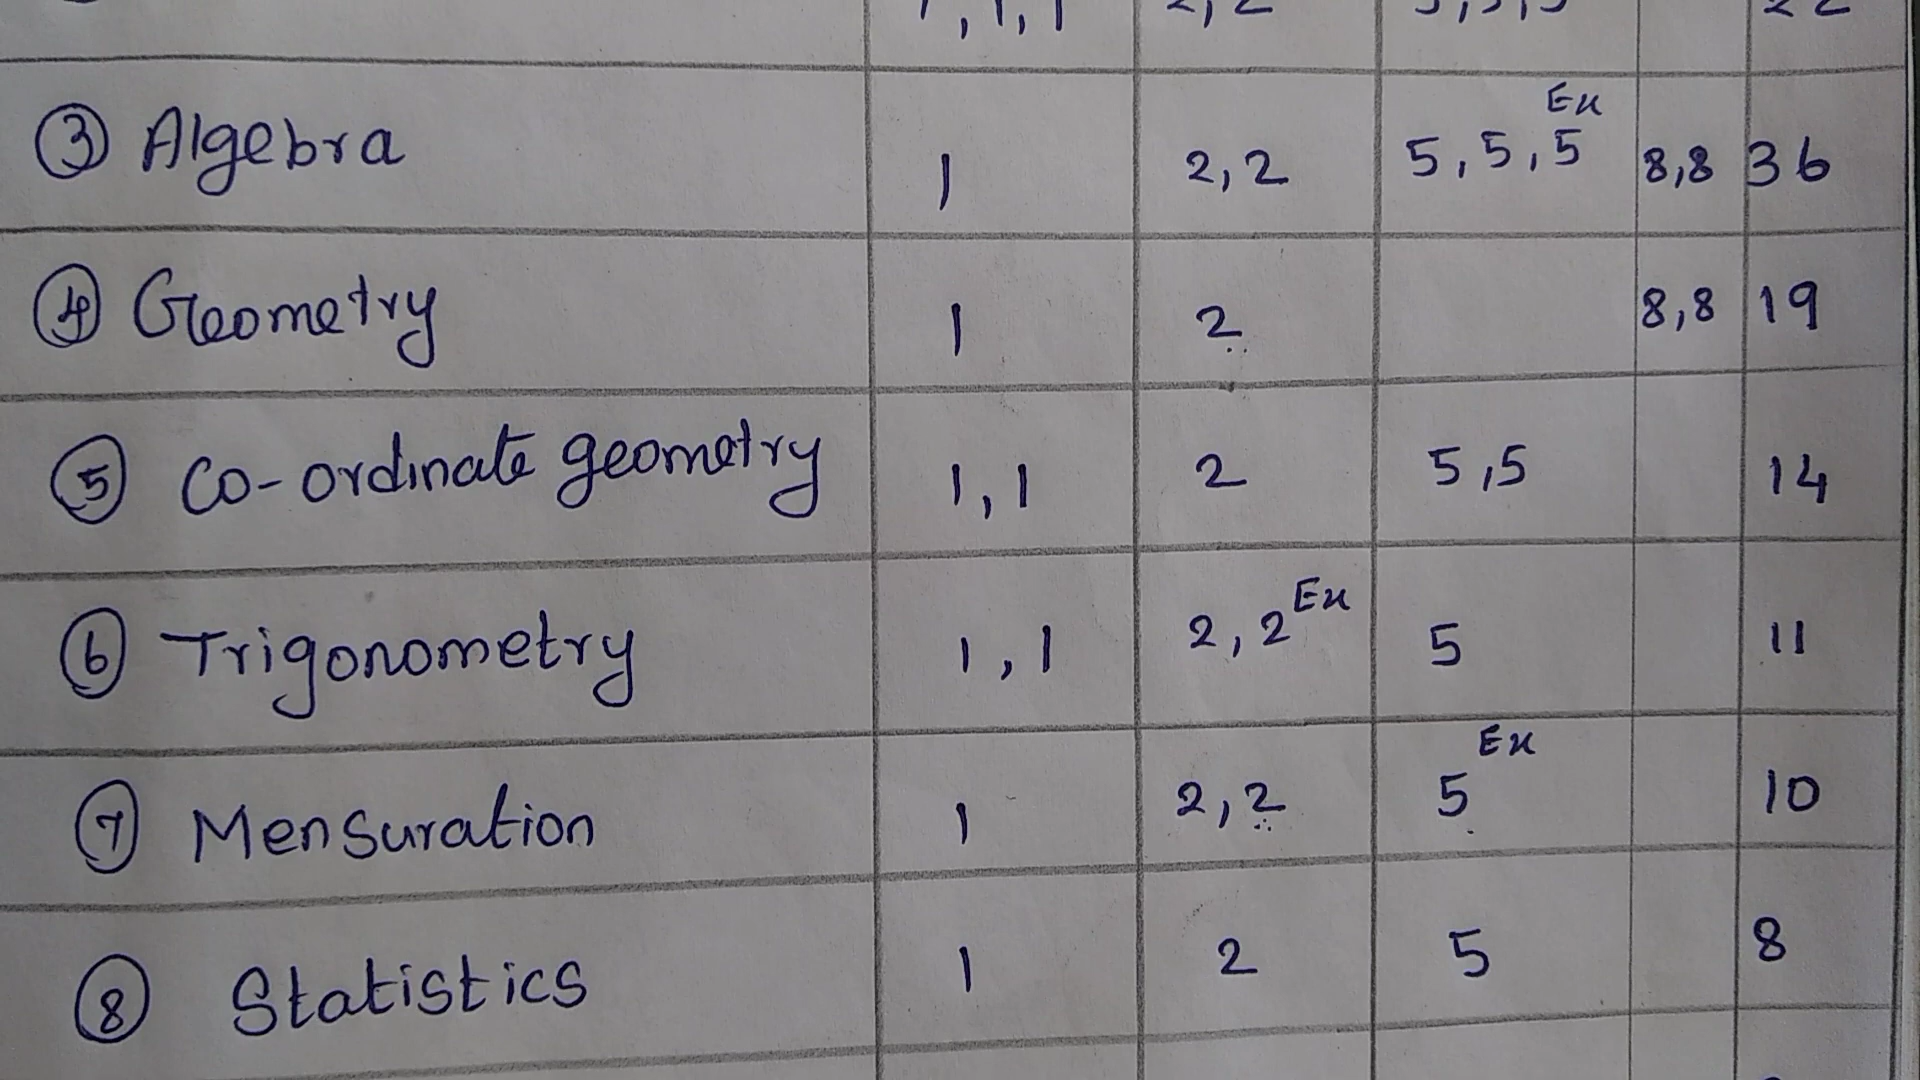 Ex
③ Algebra 1 2,2 5,5,5 8,8 36
④ Geometry 1 2 8,8 19
⑤ Co-ordinate geometry 1,1 2 5,5 14
⑥ Trigonometry 1,1 2,2 Ex 5 11
Ex
⑦ Mensuration 1 2,2 5 10
⑧ Statistics 1 2 5 8